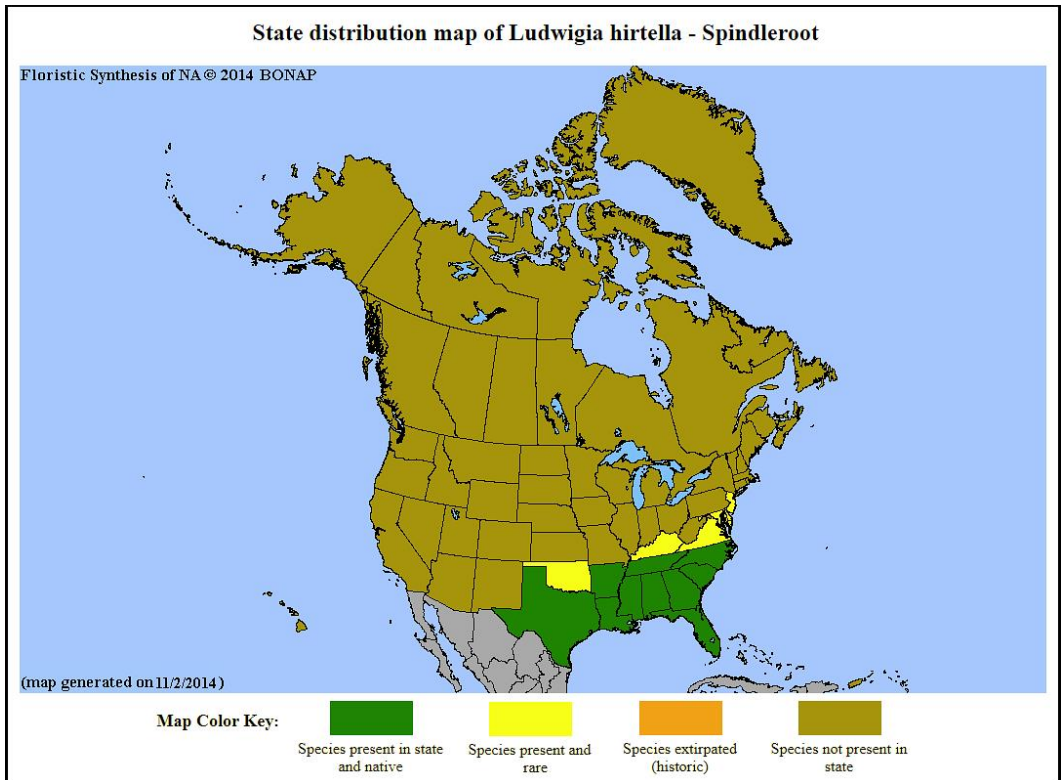 State distribution map of Ludwigia hirtella - Spindleroot
Floristic Synthesis of NA © 2014 BONAP
(map generated on 11/2/2014 )
Map Color Key:
Species present in state
and native
Species present and
rare
Species extirpated
(historic)
Species not present in
state